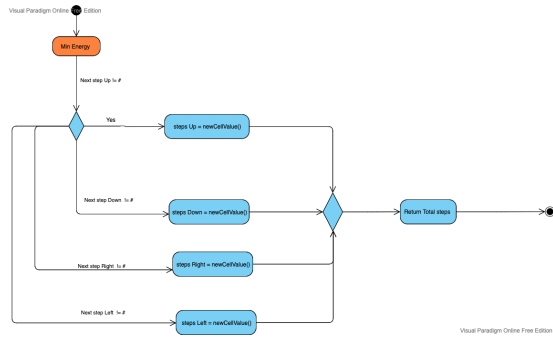 Visual Paradigm Online Free Edition
Min Energy
Next step Up != #
Yes
steps Up = newCellValue()
Next step Down != #
steps Down = newCellValue()
Return Total steps
Next step Right != #
steps Right = newCellValue()
Next step Left != #
steps Left = newCellValue()
Visual Paradigm Online Free Edition